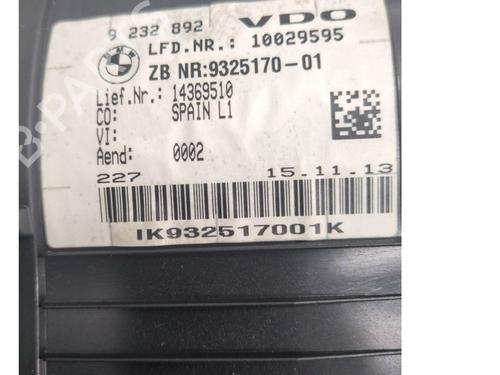 9 232 892 VDO
BMW
LFD.NR.: 10029595
ZB NR:9325170-01
Lief.Nr.: 14369510
CO: SPAIN L1
VI:
Aend: 0002
227 15.11.13
IK932517001K